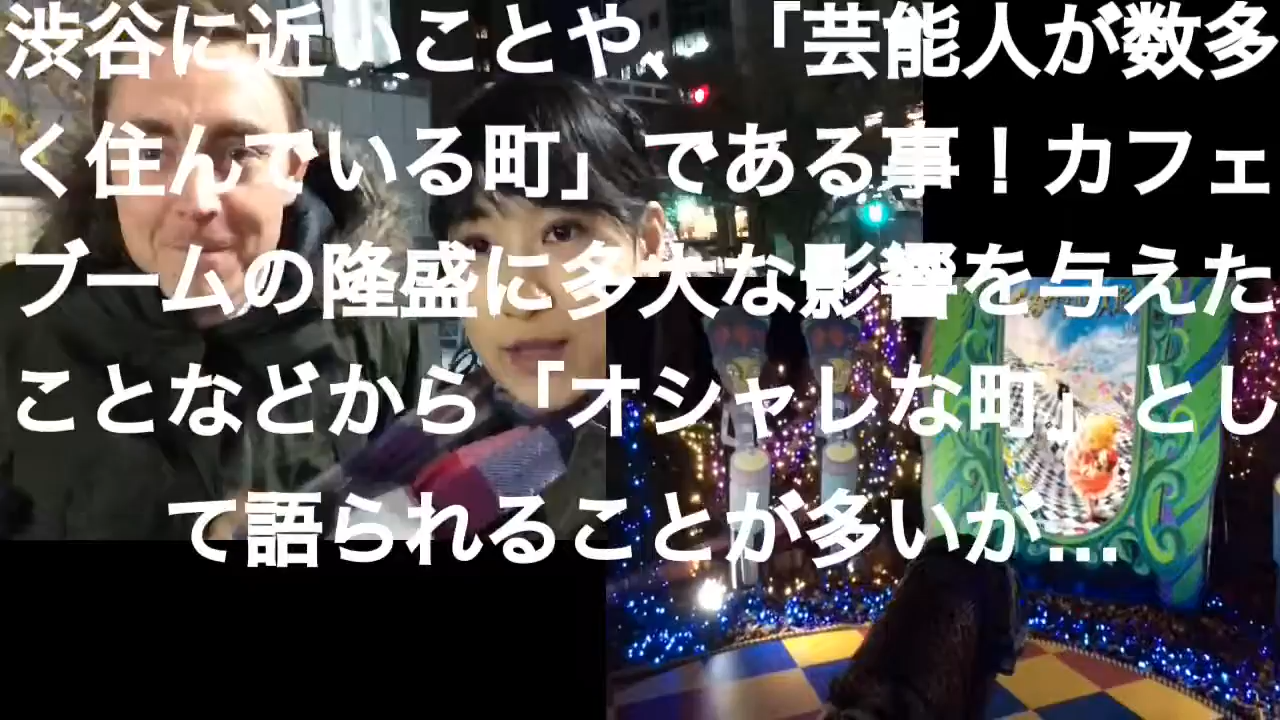 渋谷に近いことや、「芸能人が数多
く住んでいる町」である事！カフェ
ブームの隆盛に多大な影響を与えた
ことなどから「オシャレな町」とし
て語られることが多いが…